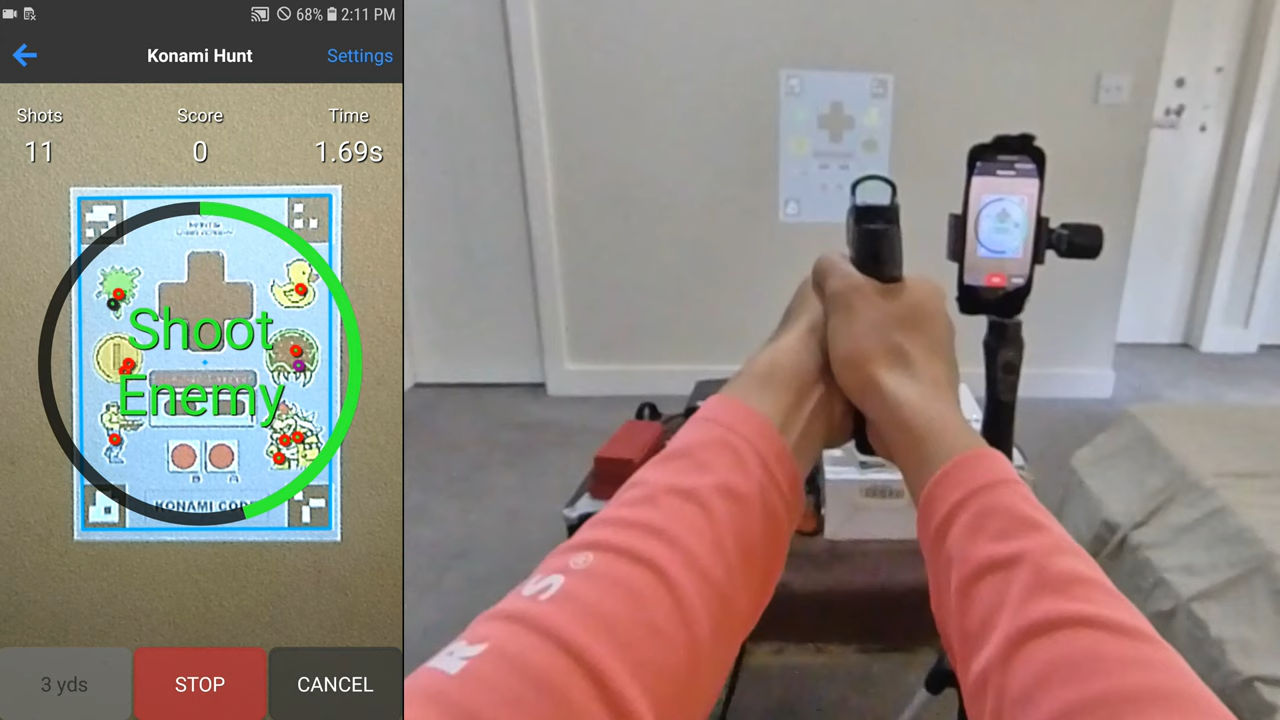 68% 2:11 PM
Konami Hunt
Settings
Shots
Score
Time
11
0
1.69s
Shoot
Enemy
B A
KONAMI CODE
3 yds
STOP
CANCEL
R
S®